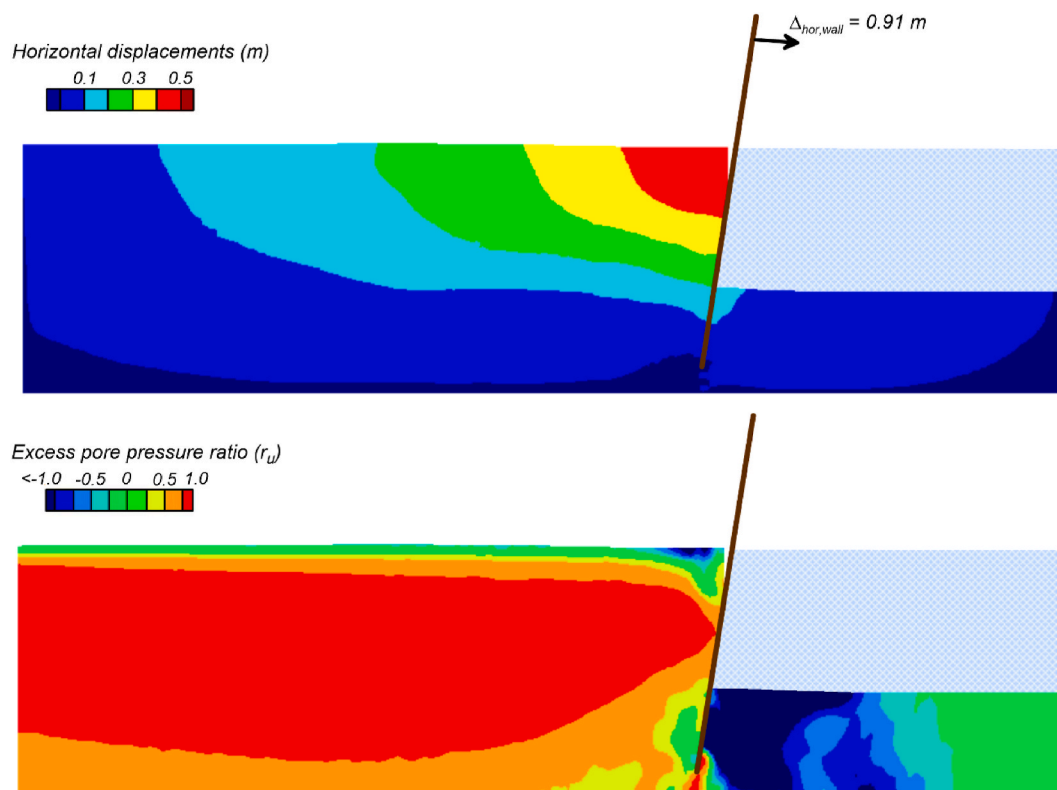 Δhor,wall = 0.91 m
Horizontal displacements (m)
0.1 0.3 0.5
Excess pore pressure ratio (ru)
<-1.0 -0.5 0 0.5 1.0